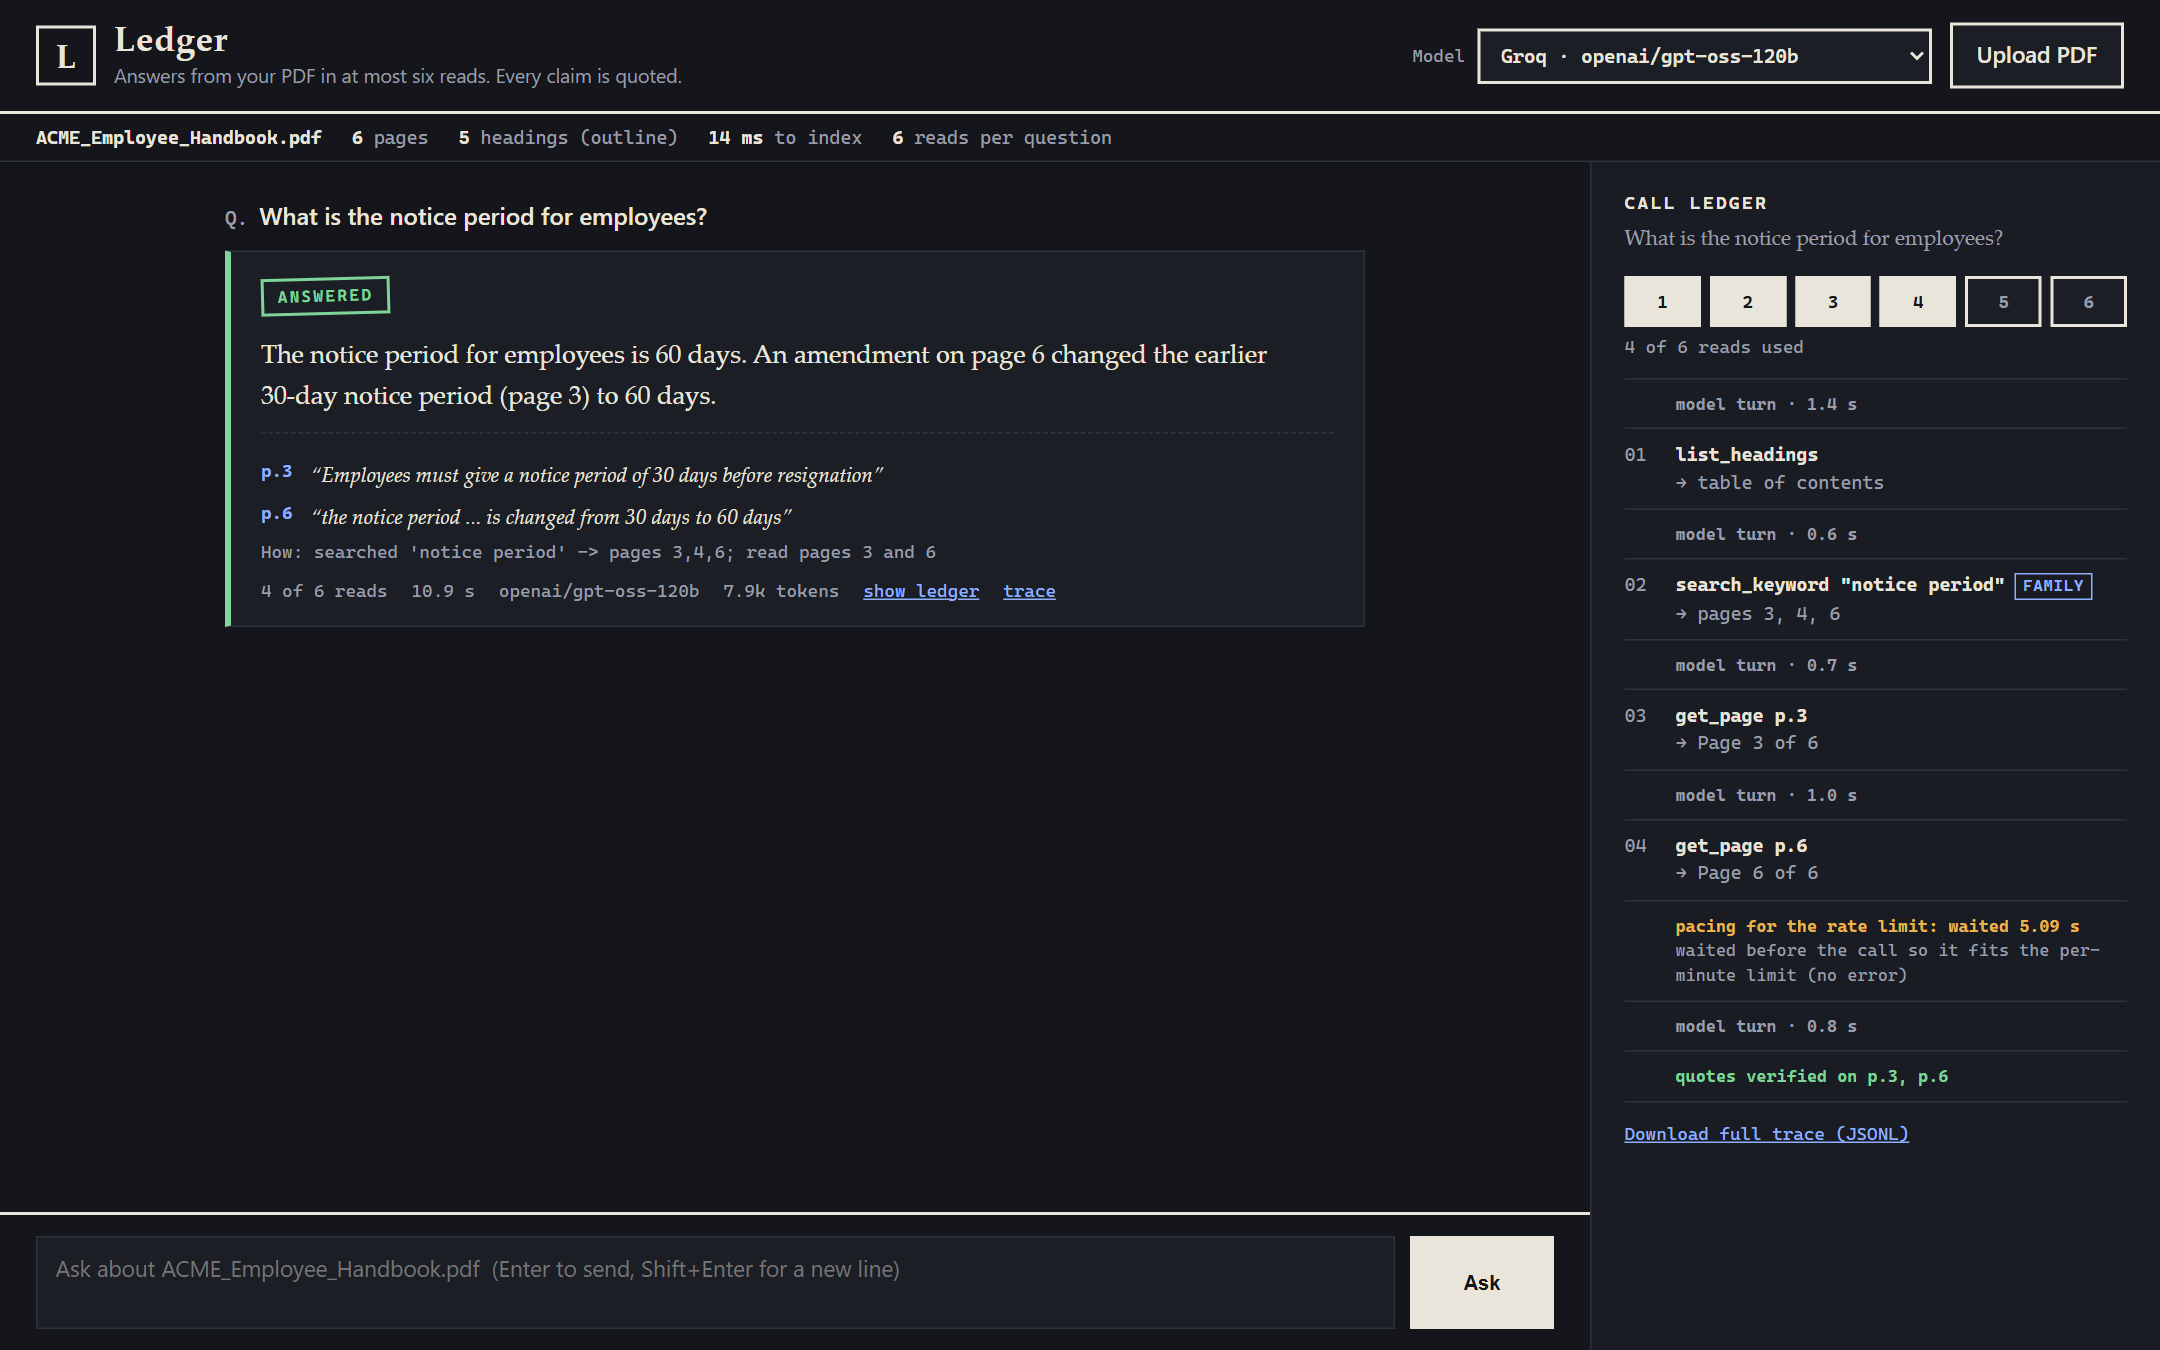 L
Ledger
Answers from your PDF in at most six reads. Every claim is quoted.
Model
Groq · openai/gpt-oss-120b
Upload PDF
ACME_Employee_Handbook.pdf 6 pages 5 headings (outline) 14 ms to index 6 reads per question
Q. What is the notice period for employees?
ANSWERED
The notice period for employees is 60 days. An amendment on page 6 changed the earlier
30-day notice period (page 3) to 60 days.
p.3 “Employees must give a notice period of 30 days before resignation”
p.6 “the notice period ... is changed from 30 days to 60 days”
How: searched 'notice period' -> pages 3,4,6; read pages 3 and 6
4 of 6 reads 10.9 s openai/gpt-oss-120b 7.9k tokens show ledger trace
Ask about ACME_Employee_Handbook.pdf (Enter to send, Shift+Enter for a new line)
Ask
CALL LEDGER
What is the notice period for employees?
1 2 3 4 5 6
4 of 6 reads used
model turn · 1.4 s
01 list_headings
→ table of contents
model turn · 0.6 s
02 search_keyword "notice period" FAMILY
→ pages 3, 4, 6
model turn · 0.7 s
03 get_page p.3
→ Page 3 of 6
model turn · 1.0 s
04 get_page p.6
→ Page 6 of 6
pacing for the rate limit: waited 5.09 s
waited before the call so it fits the per-
minute limit (no error)
model turn · 0.8 s
quotes verified on p.3, p.6
Download full trace (JSONL)